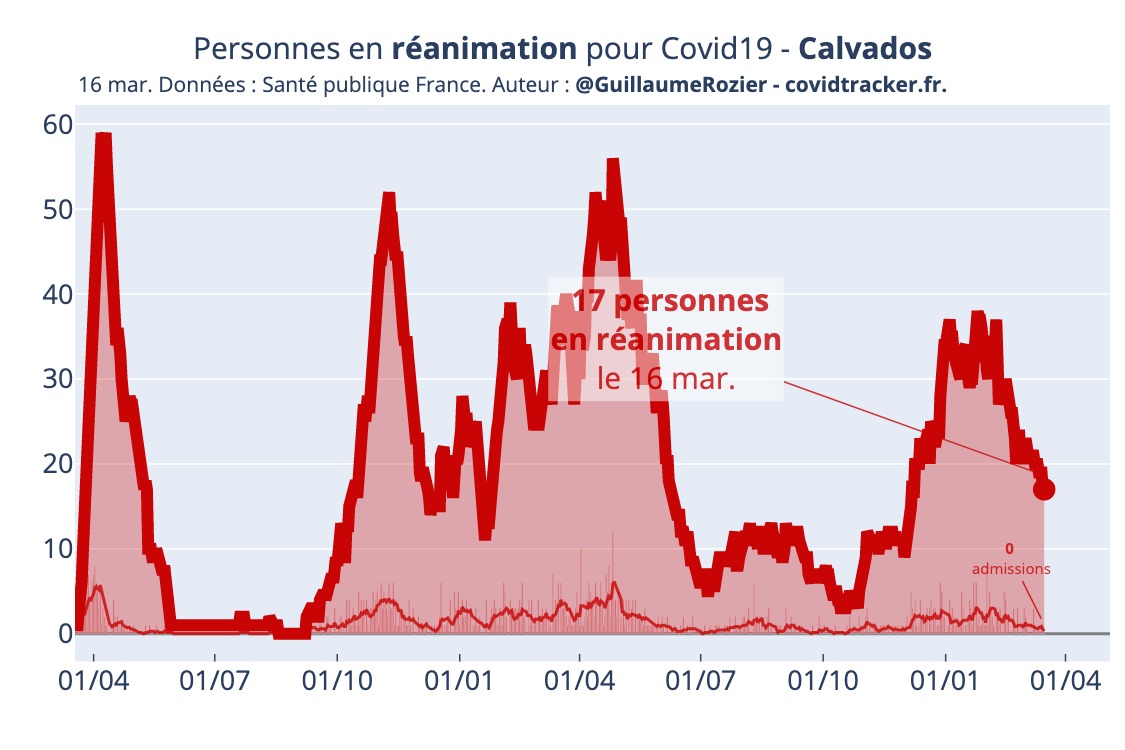 Personnes en réanimation pour Covid19 - Calvados
16 mar. Données : Santé publique France. Auteur : @GuillaumeRozier - covidtracker.fr.
60
50
40
30
20
10
0
17 personnes
en réanimation
le 16 mar.
0
admissions
01/04 01/07 01/10 01/01 01/04 01/07 01/10 01/01 01/04